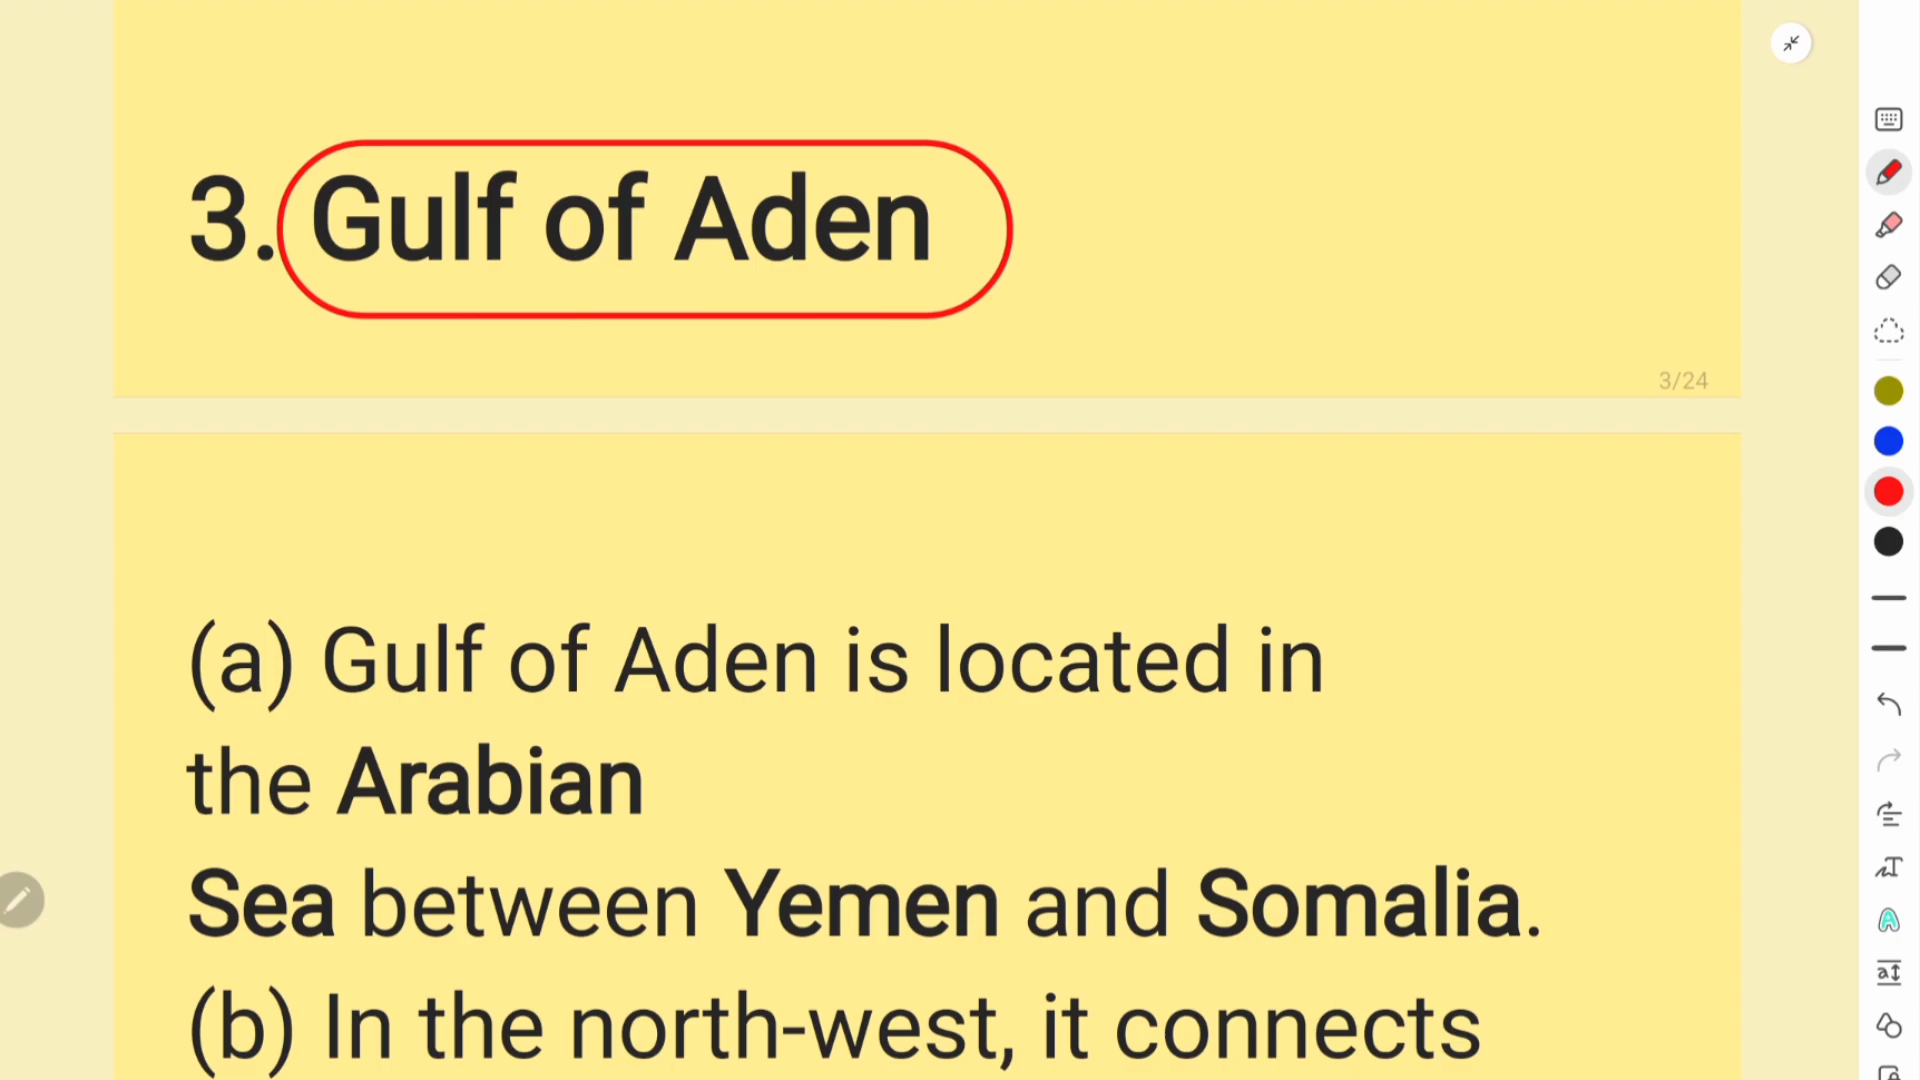 3. Gulf of Aden
3/24
(a) Gulf of Aden is located in
the Arabian
Sea between Yemen and Somalia.
(b) In the north-west, it connects